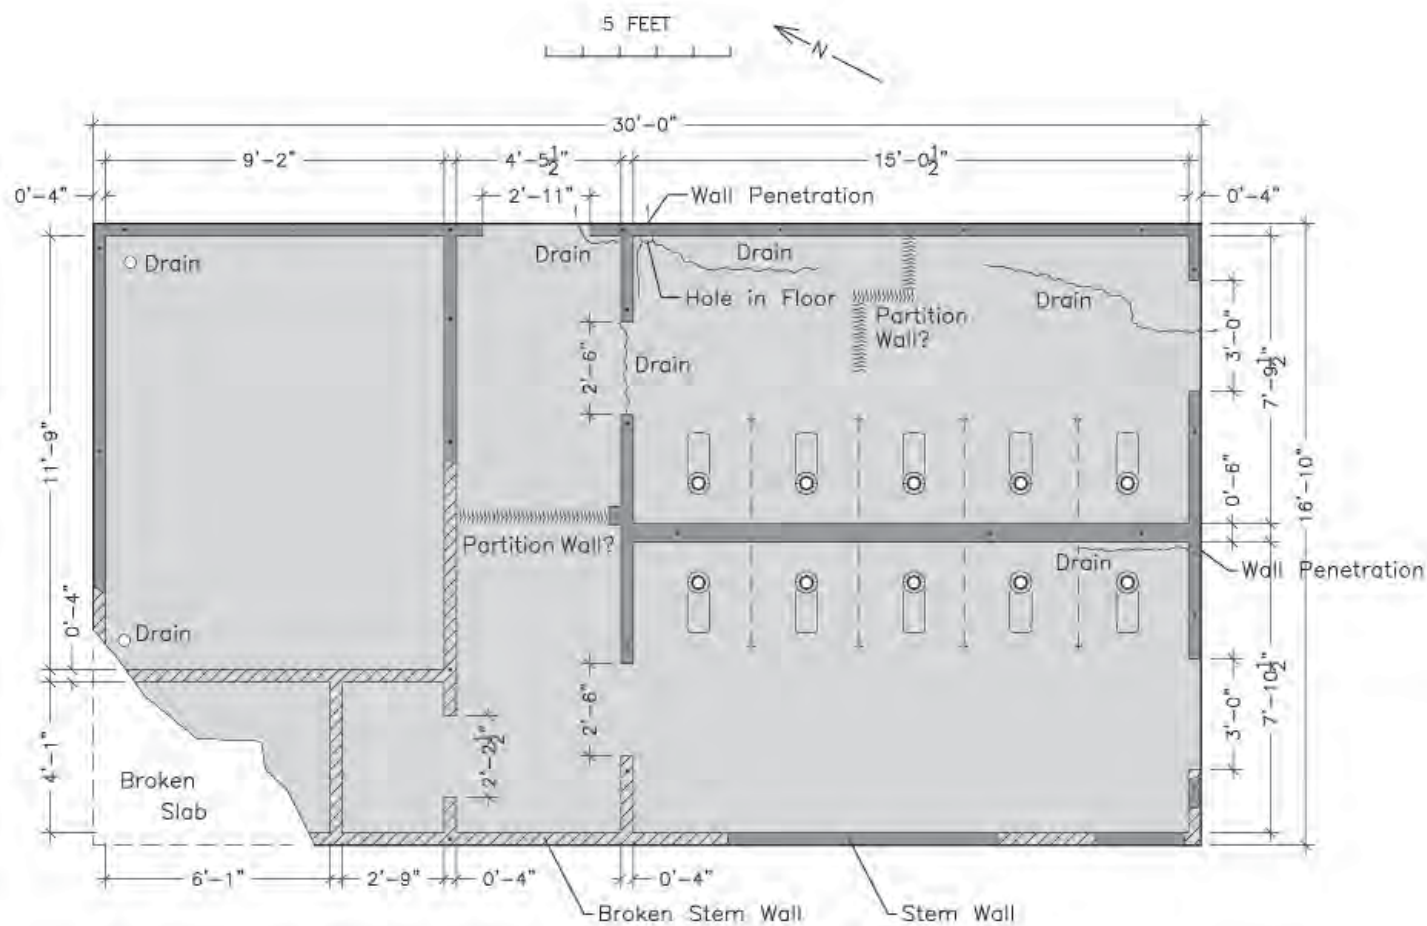 5 FEET
N
30'-0"
9'-2"
4'-5½"
15'-0½"
0'-4"
2'-11"
Wall Penetration
0'-4"
Drain
Drain
Drain
Hole in Floor
Drain
Partition
Wall?
3'-0"
2'-6"
Drain
7'-9½"
11'-9"
0'-6"
16'-10"
Partition Wall?
Drain
Wall Penetration
0'-4"
Drain
2'-6"
2'-2½"
3'-0"
7'-10½"
4'-1"
Broken
Slab
6'-1"
2'-9"
0'-4"
0'-4"
Broken Stem Wall
Stem Wall